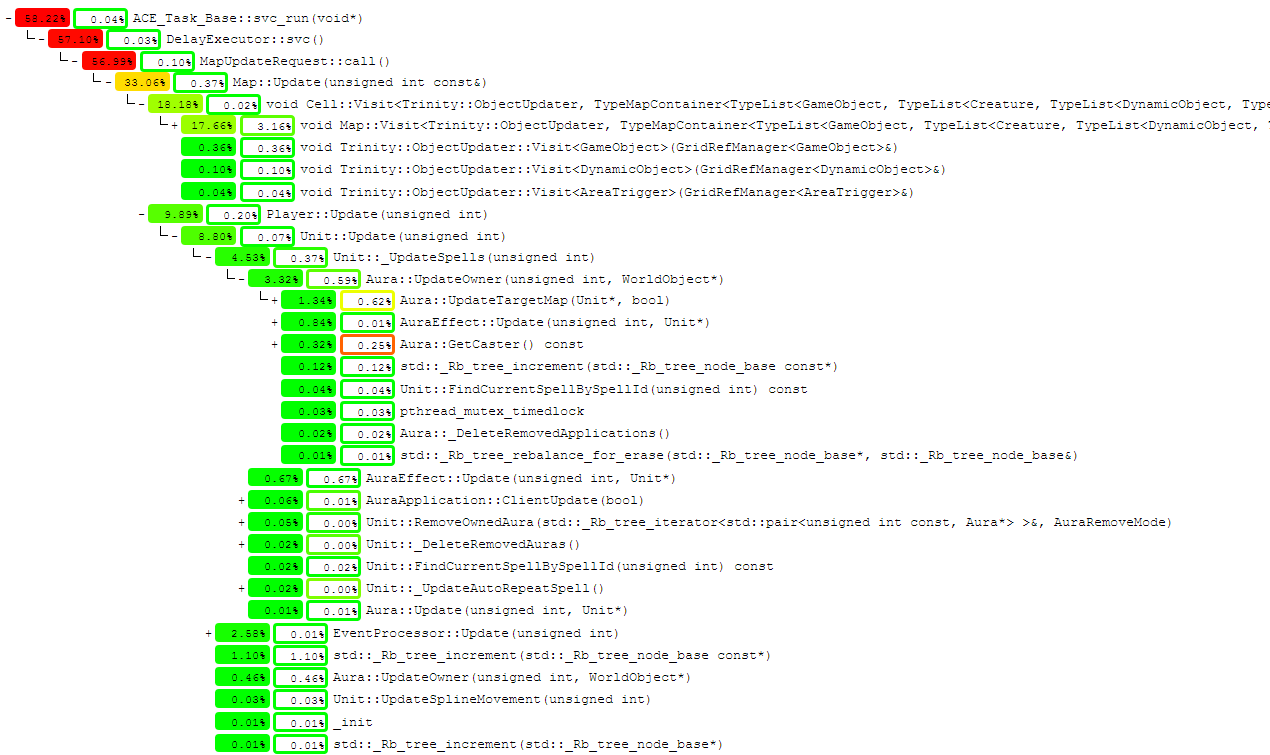 - 68.22% 0.04% ACE_Task_Base::svc_run(void*)
- 57.10% 0.03% DelayExecutor::svc()
- 56.99% 0.10% MapUpdateRequest::call()
- 33.06% 0.37% Map::Update(unsigned int const&)
- 18.18% 0.02% void Cell::Visit<Trinity::ObjectUpdater, TypeMapContainer<TypeList<GameObject, TypeList<Creature, TypeList<DynamicObject, Type
+ 17.66% 3.16% void Map::Visit<Trinity::ObjectUpdater, TypeMapContainer<TypeList<GameObject, TypeList<Creature, TypeList<DynamicObject,
0.36% 0.36% void Trinity::ObjectUpdater::Visit<GameObject>(GridRefManager<GameObject>&)
0.10% 0.10% void Trinity::ObjectUpdater::Visit<DynamicObject>(GridRefManager<DynamicObject>&)
0.04% 0.04% void Trinity::ObjectUpdater::Visit<AreaTrigger>(GridRefManager<AreaTrigger>&)
- 9.89% 0.20% Player::Update(unsigned int)
- 8.80% 0.07% Unit::Update(unsigned int)
- 4.53% 0.37% Unit::_UpdateSpells(unsigned int)
- 3.32% 0.59% Aura::UpdateOwner(unsigned int, WorldObject*)
+ 1.34% 0.62% Aura::UpdateTargetMap(Unit*, bool)
+ 0.84% 0.01% AuraEffect::Update(unsigned int, Unit*)
+ 0.32% 0.25% Aura::GetCaster() const
0.12% 0.12% std::_Rb_tree_increment(std::_Rb_tree_node_base const*)
0.04% 0.04% Unit::FindCurrentSpellBySpellId(unsigned int) const
0.03% 0.03% pthread_mutex_timedlock
0.02% 0.02% Aura::_DeleteRemovedApplications()
0.01% 0.01% std::_Rb_tree_rebalance_for_erase(std::_Rb_tree_node_base*, std::_Rb_tree_node_base&)
0.67% 0.67% AuraEffect::Update(unsigned int, Unit*)
+ 0.06% 0.01% AuraApplication::ClientUpdate(bool)
+ 0.05% 0.00% Unit::RemoveOwnedAura(std::_Rb_tree_iterator<std::pair<unsigned int const, Aura*> >&, AuraRemoveMode)
+ 0.02% 0.00% Unit::_DeleteRemovedAuras()
0.02% 0.02% Unit::FindCurrentSpellBySpellId(unsigned int) const
+ 0.02% 0.00% Unit::_UpdateAutoRepeatSpell()
0.01% 0.01% Aura::Update(unsigned int, Unit*)
+ 2.58% 0.01% EventProcessor::Update(unsigned int)
1.10% 1.10% std::_Rb_tree_increment(std::_Rb_tree_node_base const*)
0.46% 0.46% Aura::UpdateOwner(unsigned int, WorldObject*)
0.03% 0.03% Unit::UpdateSplineMovement(unsigned int)
0.01% 0.01% _init
0.01% 0.01% std::_Rb_tree_increment(std::_Rb_tree_node_base*)